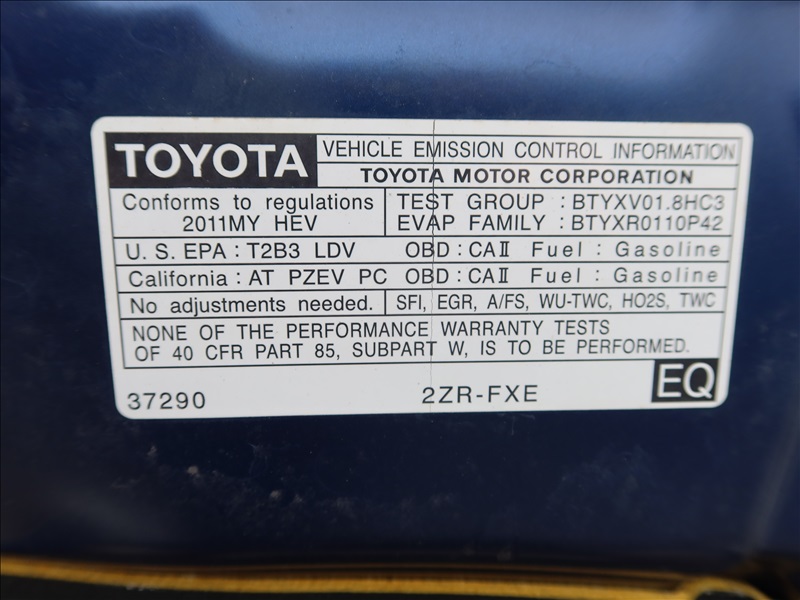 TOYOTA VEHICLE EMISSION CONTROL INFORMATION
TOYOTA MOTOR CORPORATION
Conforms to regulations TEST GROUP : BTYXV01.8HC3
2011MY HEV EVAP FAMILY : BTYXR0110P42
U. S. EPA : T2B3 LDV OBD : CAⅡ Fuel : Gasoline
California : AT PZEV PC OBD : CAⅡ Fuel : Gasoline
No adjustments needed. SFI, EGR, A/FS, WU-TWC, HO2S, TWC
NONE OF THE PERFORMANCE WARRANTY TESTS
OF 40 CFR PART 85, SUBPART W, IS TO BE PERFORMED.
37290 2ZR-FXE EQ